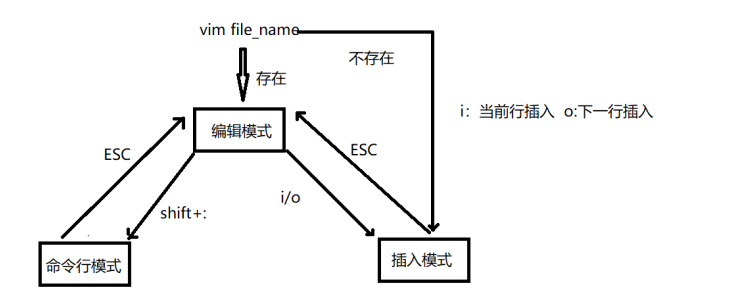 vim file_name
不存在
存在
i：当前行插入 o:下一行插入
编辑模式
ESC
ESC
i/o
shift+:
命令行模式
插入模式